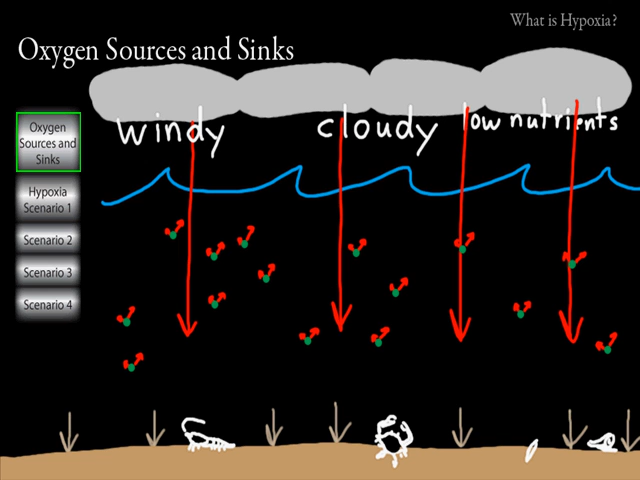 What is Hypoxia?
Oxygen Sources and Sinks
windy cloudy low nutrients
Oxygen
Sources and
Sinks
Hypoxia
Scenario 1
Scenario 2
Scenario 3
Scenario 4